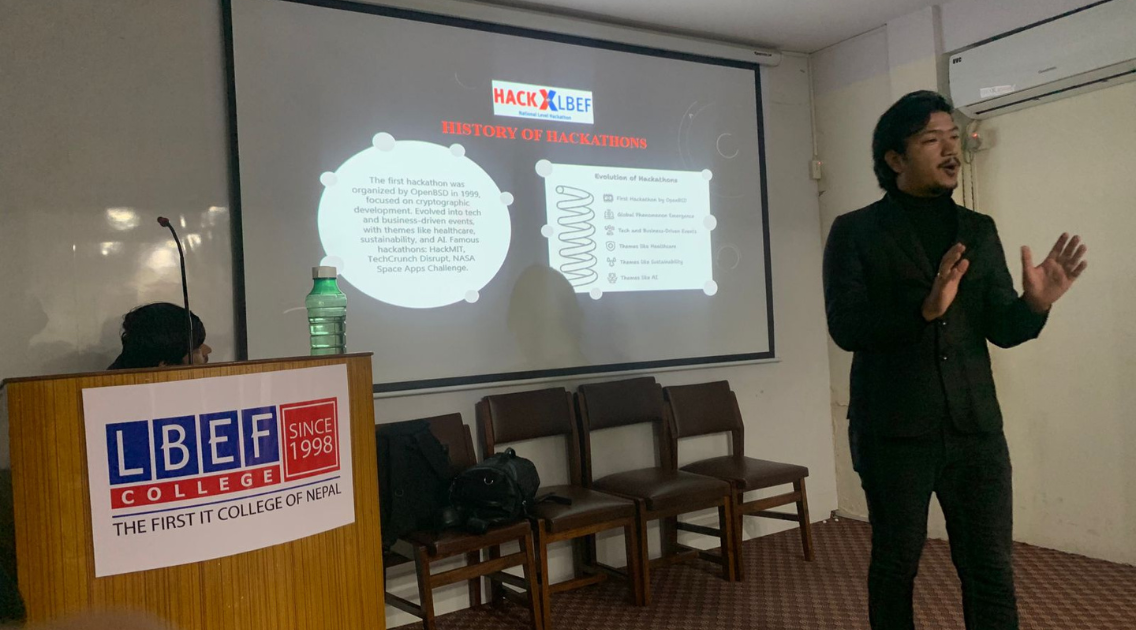 HACK X LBEF
National Level Hackathon
HISTORY OF HACKATHONS
The first hackathon was
organized by OpenBSD in 1999,
focused on cryptographic
development. Evolved into tech
and business-driven events,
with themes like healthcare,
sustainability, and AI. Famous
hackathons: HackMIT,
TechCrunch Disrupt, NASA
Space Apps Challenge.
Evolution of Hackathons
First Hackathon by OpenBSD
Global Phenomenon Emergence
Tech and Business-Driven Events
Themes like Healthcare
Themes like Sustainability
Themes like AI
LBEF
COLLEGE
SINCE
1998
THE FIRST IT COLLEGE OF NEPAL